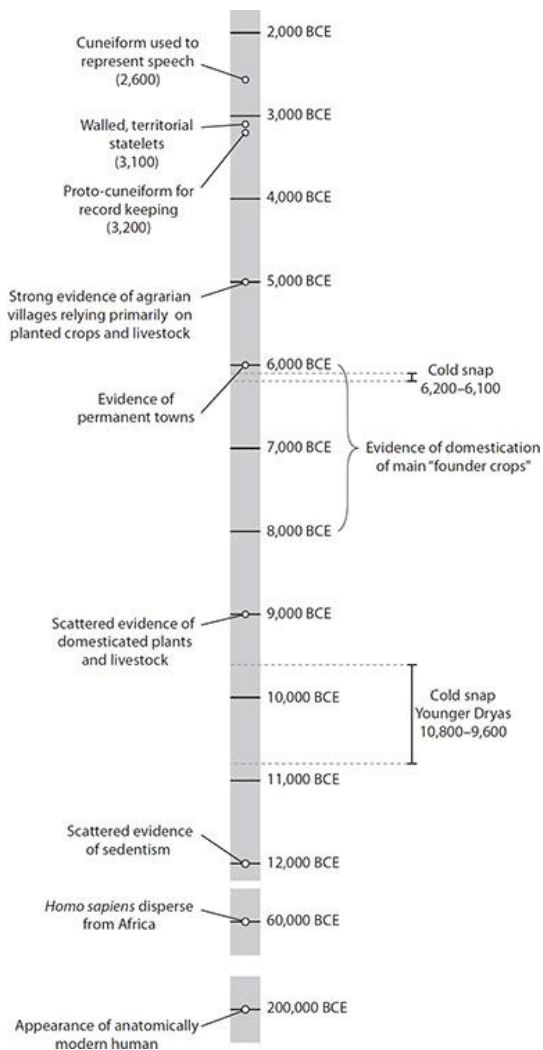 2,000 BCE
Cuneiform used to
represent speech
(2,600)
3,000 BCE
Walled, territorial
statelets
(3,100)
Proto-cuneiform for
record keeping
(3,200)
4,000 BCE
5,000 BCE
Strong evidence of agrarian
villages relying primarily on
planted crops and livestock
6,000 BCE
Cold snap
6,200–6,100
Evidence of
permanent towns
7,000 BCE
Evidence of domestication
of main "founder crops"
8,000 BCE
9,000 BCE
Scattered evidence of
domesticated plants
and livestock
10,000 BCE
Cold snap
Younger Dryas
10,800–9,600
11,000 BCE
Scattered evidence
of sedentism
12,000 BCE
Homo sapiens disperse
from Africa
60,000 BCE
200,000 BCE
Appearance of anatomically
modern human